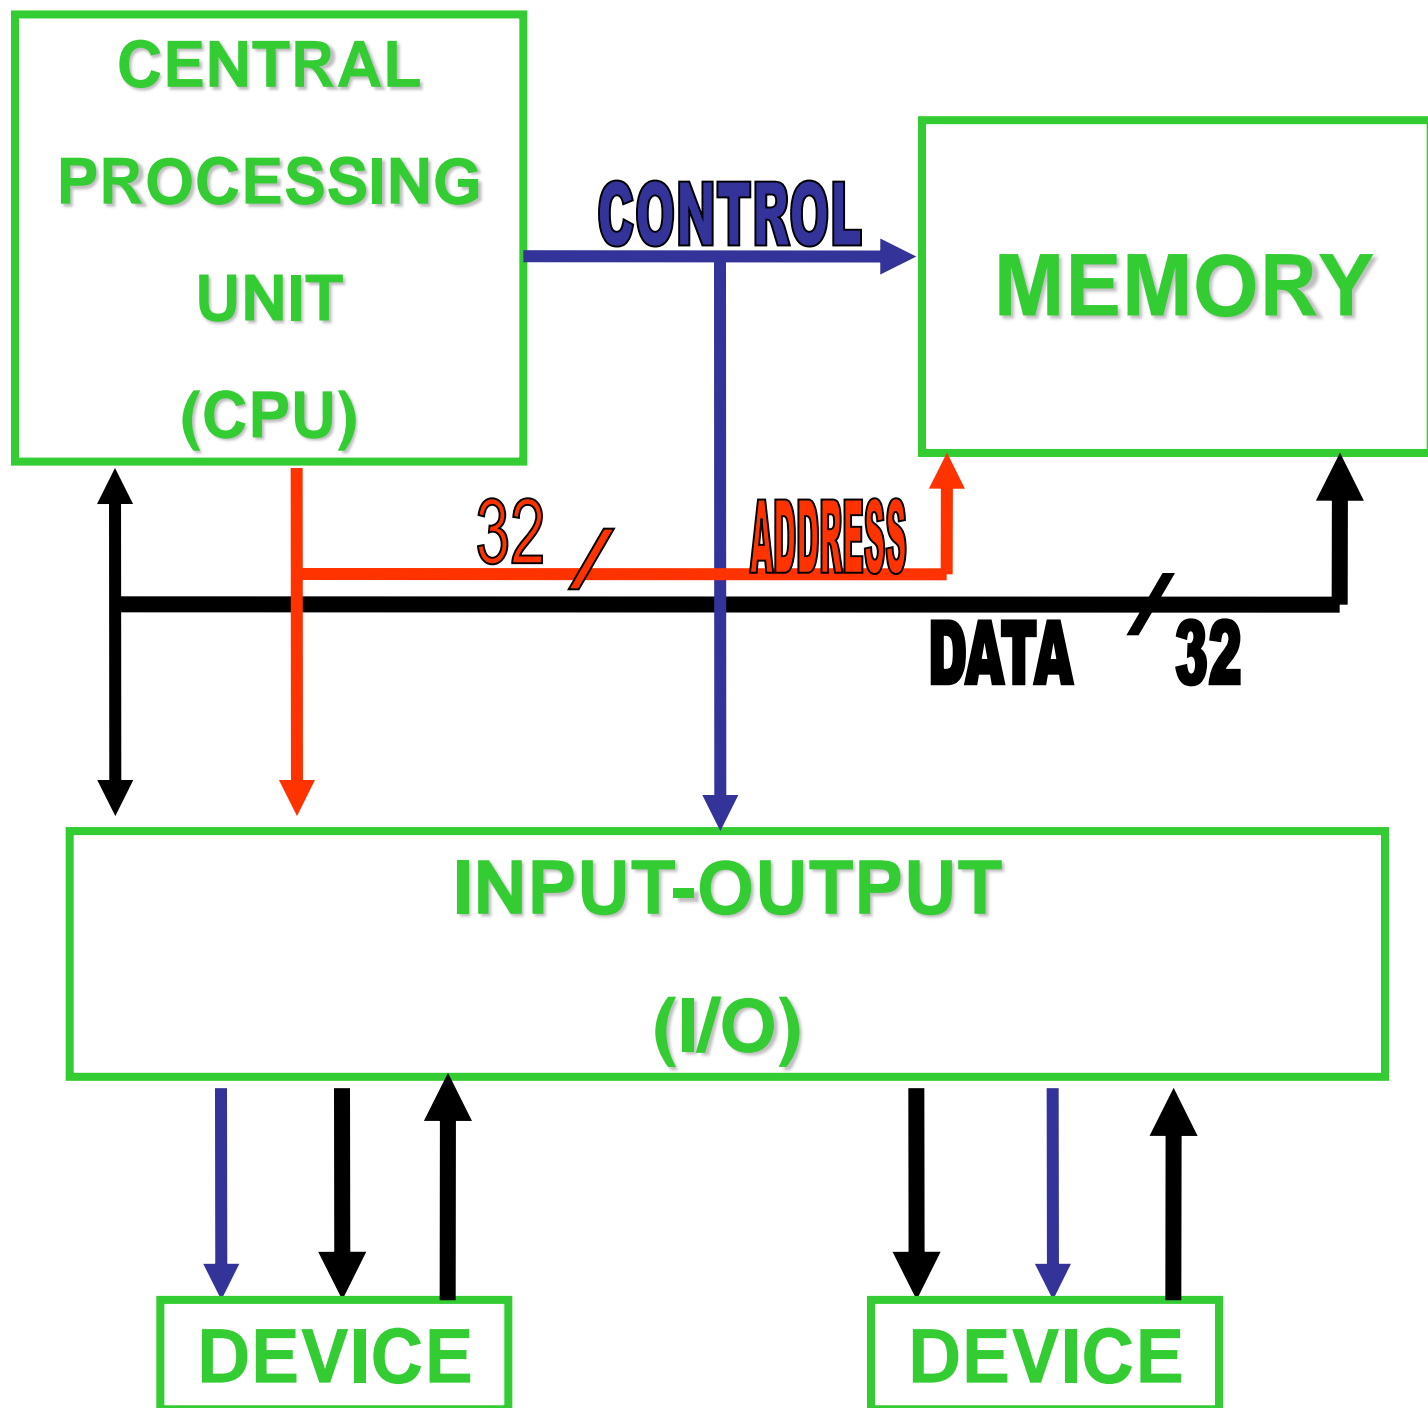 CENTRAL
PROCESSING
UNIT
(CPU)
CONTROL
MEMORY
32 /
ADDRESS
DATA / 32
INPUT-OUTPUT
(I/O)
DEVICE
DEVICE